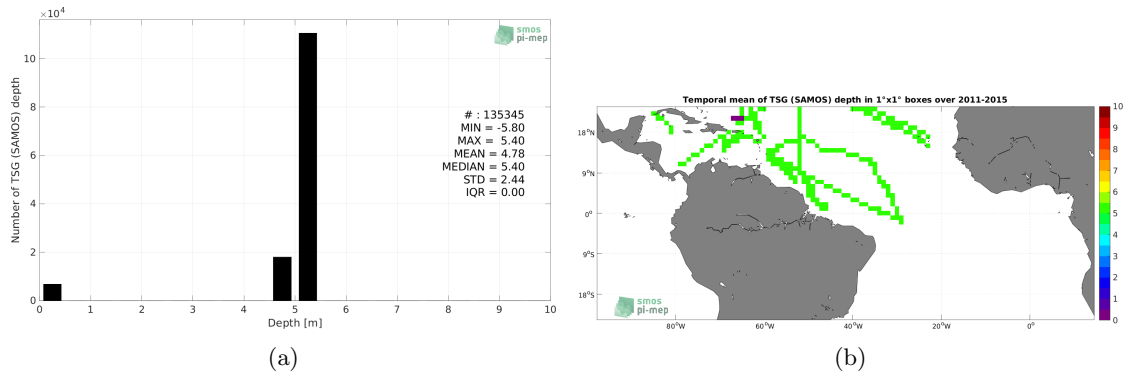 ×10⁴
smos
pi-mep
10
8
6
4
2
0
Number of TSG (SAMOS) depth
# : 135345
MIN = -5.80
MAX = 5.40
MEAN = 4.78
MEDIAN = 5.40
STD = 2.44
IQR = 0.00
0 1 2 3 4 5 6 7 8 9 10
Depth [m]
(a)
Temporal mean of TSG (SAMOS) depth in 1°x1° boxes over 2011-2015
18°N
9°N
0°
9°S
18°S
smos
pi-mep
80°W 60°W 40°W 20°W 0°
10
9
8
7
6
5
4
3
2
1
0
(b)